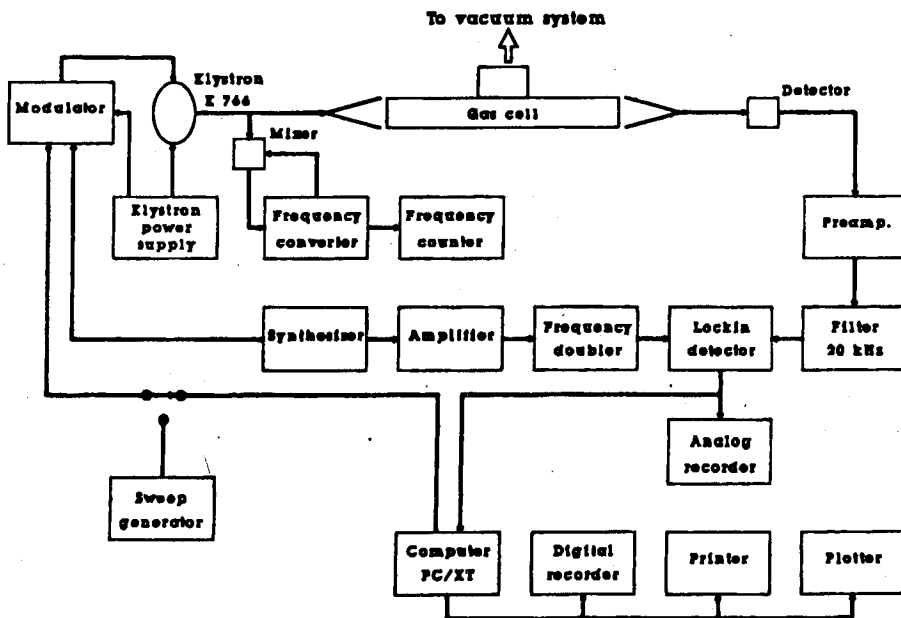 To vacuum system
Klystron
K 766
Modulator
Gas cell
Detector
Mixer
Klystron
power
supply
Frequency
converter
Frequency
counter
Preamp.
Synthesizer
Amplifier
Frequency
doubler
Lockin
detector
Filter
20 kHz
Analog
recorder
Sweep
generator
Computer
PC/XT
Digital
recorder
Printer
Plotter